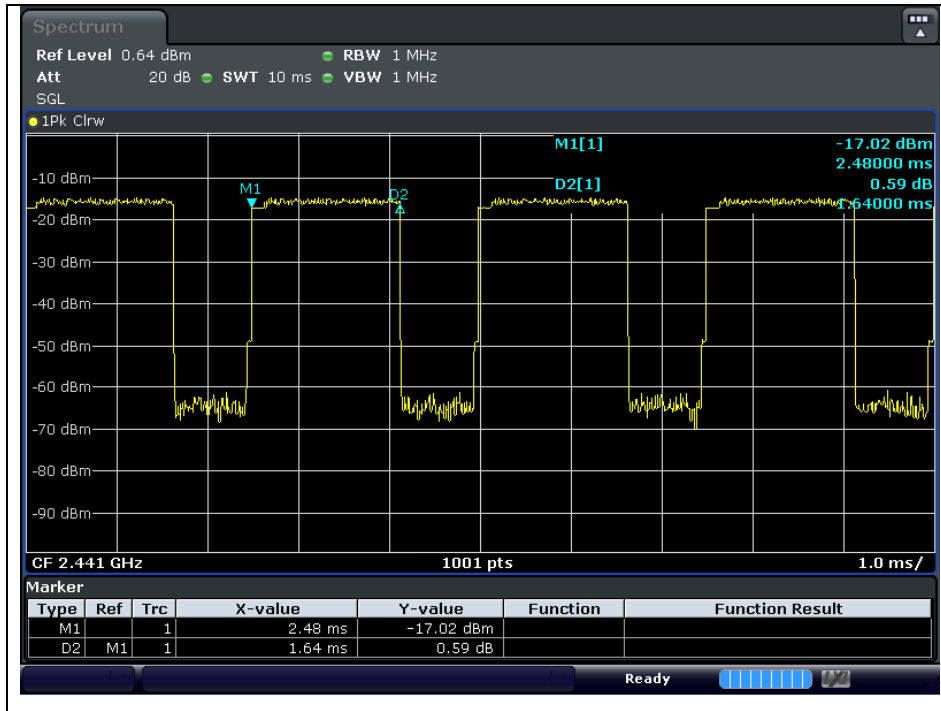 Spectrum
Ref Level 0.64 dBm RBW 1 MHz
Att 20 dB SWT 10 ms VBW 1 MHz
SGL
1Pk Clrw
M1[1] -17.02 dBm
2.48000 ms
-10 dBm D2[1] 0.59 dB
M1 D2 1.64000 ms
-20 dBm
-30 dBm
-40 dBm
-50 dBm
-60 dBm
-70 dBm
-80 dBm
-90 dBm
CF 2.441 GHz 1001 pts 1.0 ms/
Marker
Type Ref Trc X-value Y-value Function Function Result
M1 1 2.48 ms -17.02 dBm
D2 M1 1 1.64 ms 0.59 dB
Ready